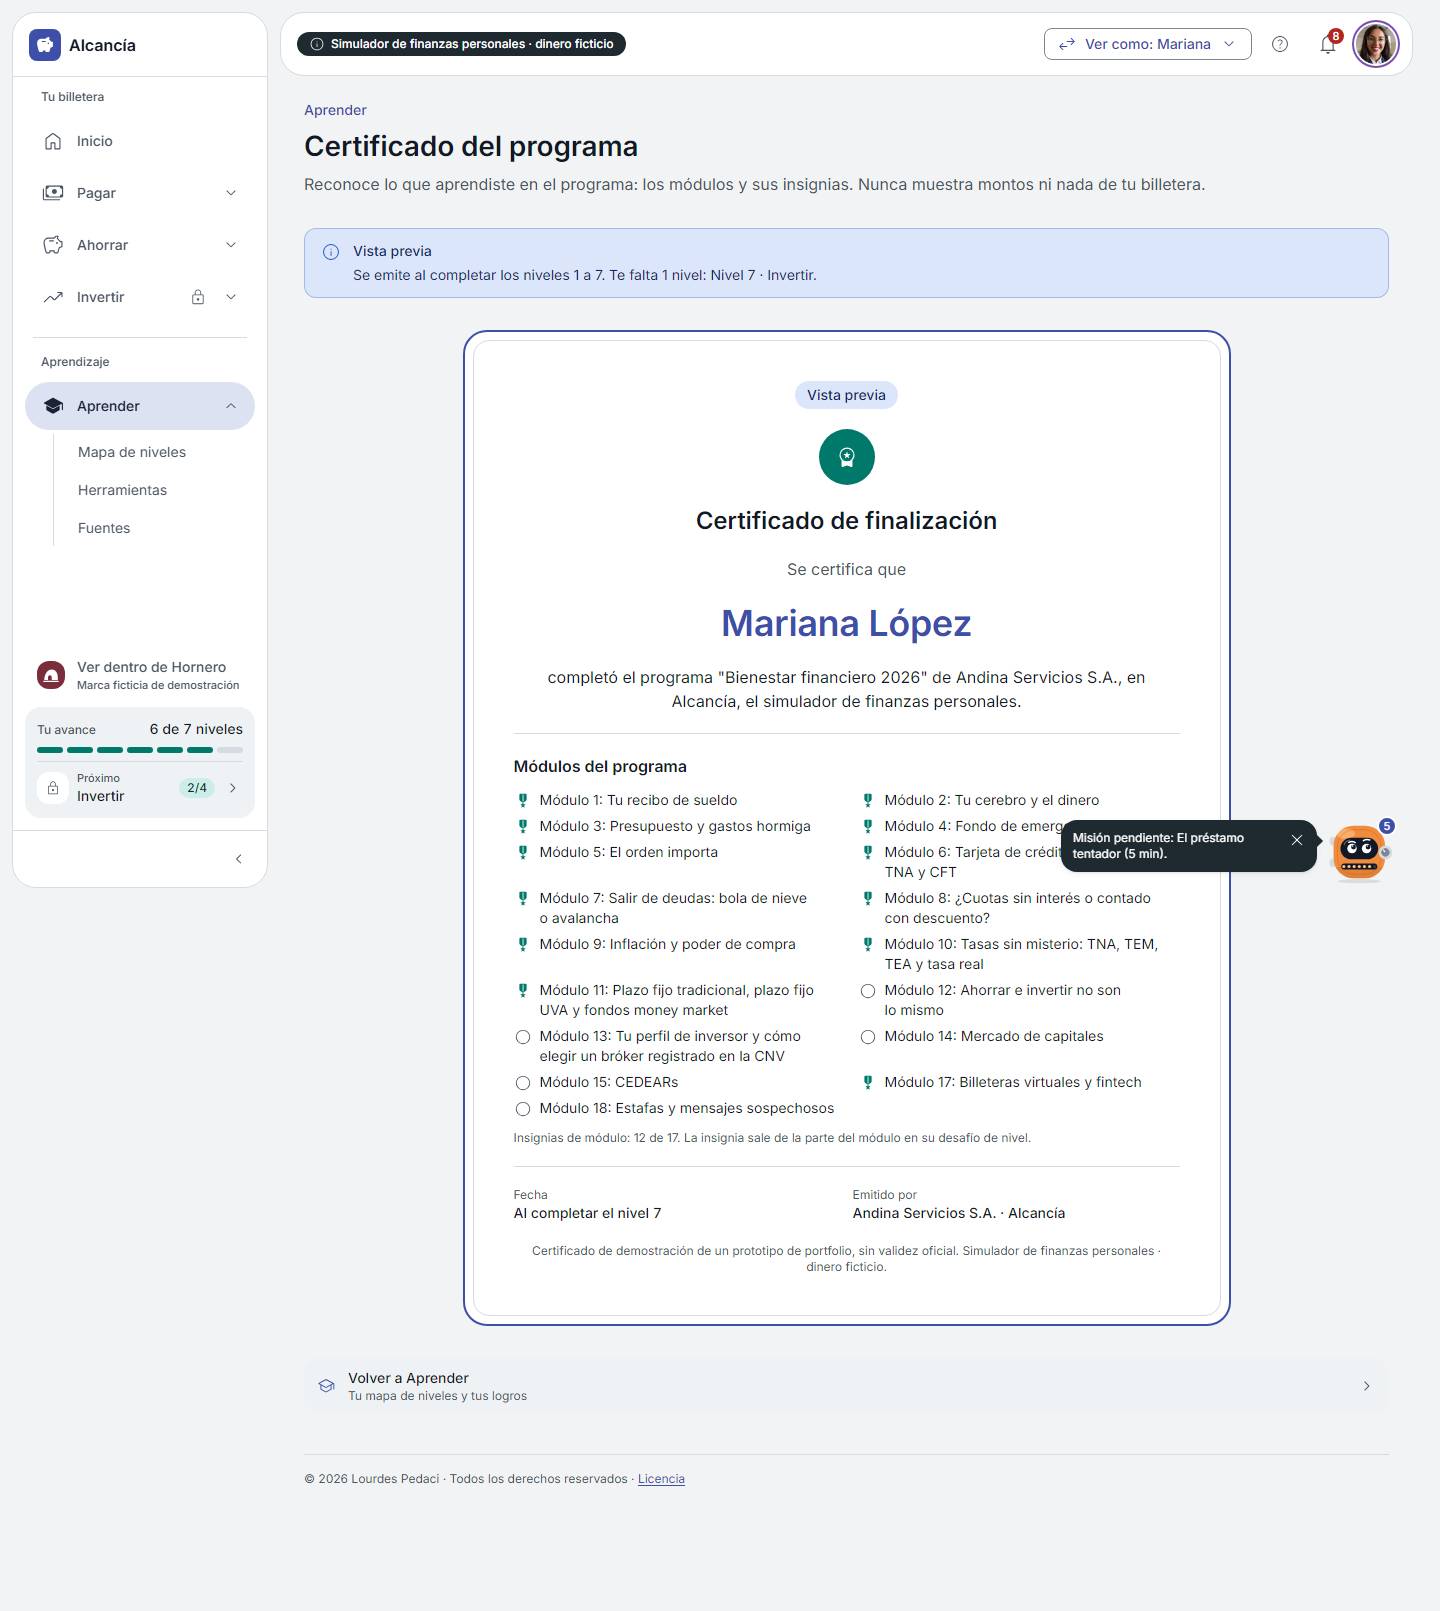 Alcancía
Simulador de finanzas personales · dinero ficticio
Ver como: Mariana
8
Tu billetera
Inicio
Pagar
Ahorrar
Invertir
Aprendizaje
Aprender
Mapa de niveles
Herramientas
Fuentes
Ver dentro de Hornero
Marca ficticia de demostración
Tu avance 6 de 7 niveles
Próximo
Invertir
2/4
Aprender
Certificado del programa
Reconoce lo que aprendiste en el programa: los módulos y sus insignias. Nunca muestra montos ni nada de tu billetera.
Vista previa
Se emite al completar los niveles 1 a 7. Te falta 1 nivel: Nivel 7 · Invertir.
Vista previa
Certificado de finalización
Se certifica que
Mariana López
completó el programa "Bienestar financiero 2026" de Andina Servicios S.A., en
Alcancía, el simulador de finanzas personales.
Módulos del programa
Módulo 1: Tu recibo de sueldo
Módulo 2: Tu cerebro y el dinero
Módulo 3: Presupuesto y gastos hormiga
Módulo 4: Fondo de
Módulo 5: El orden importa
Módulo 6: Tarjeta de
TNA y CFT
Misión pendiente: El préstamo
tentador (5 min).
5
Módulo 7: Salir de deudas: bola de nieve
o avalancha
Módulo 8: ¿Cuotas sin interés o contado
con descuento?
Módulo 9: Inflación y poder de compra
Módulo 10: Tasas sin misterio: TNA, TEM,
TEA y tasa real
Módulo 11: Plazo fijo tradicional, plazo fijo
UVA y fondos money market
Módulo 12: Ahorrar e invertir no son
lo mismo
Módulo 13: Tu perfil de inversor y cómo
elegir un bróker registrado en la CNV
Módulo 14: Mercado de capitales
Módulo 15: CEDEARs
Módulo 17: Billeteras virtuales y fintech
Módulo 18: Estafas y mensajes sospechosos
Insignias de módulo: 12 de 17. La insignia sale de la parte del módulo en su desafío de nivel.
Fecha
Al completar el nivel 7
Emitido por
Andina Servicios S.A. · Alcancía
Certificado de demostración de un prototipo de portfolio, sin validez oficial. Simulador de finanzas personales ·
dinero ficticio.
Volver a Aprender
Tu mapa de niveles y tus logros
© 2026 Lourdes Pedaci · Todos los derechos reservados · Licencia